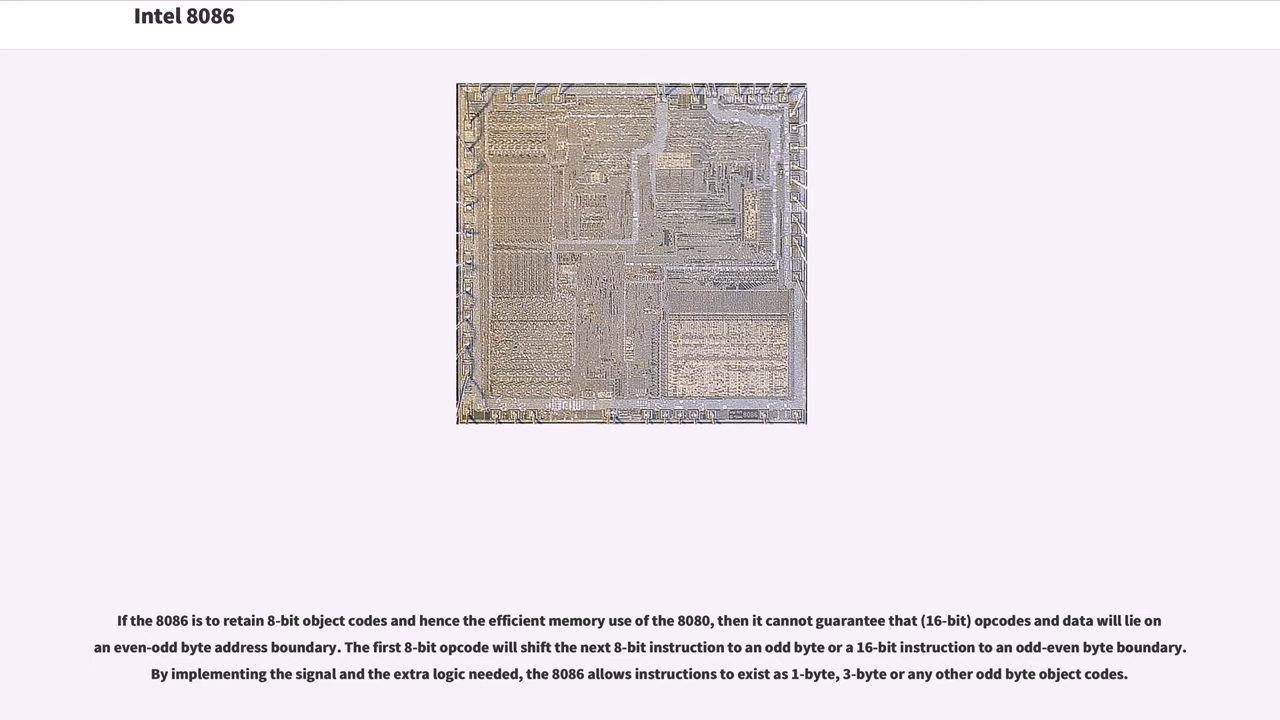 Intel 8086
If the 8086 is to retain 8-bit object codes and hence the efficient memory use of the 8080, then it cannot guarantee that (16-bit) opcodes and data will lie on
an even-odd byte address boundary. The first 8-bit opcode will shift the next 8-bit instruction to an odd byte or a 16-bit instruction to an odd-even byte boundary.
By implementing the signal and the extra logic needed, the 8086 allows instructions to exist as 1-byte, 3-byte or any other odd byte object codes.